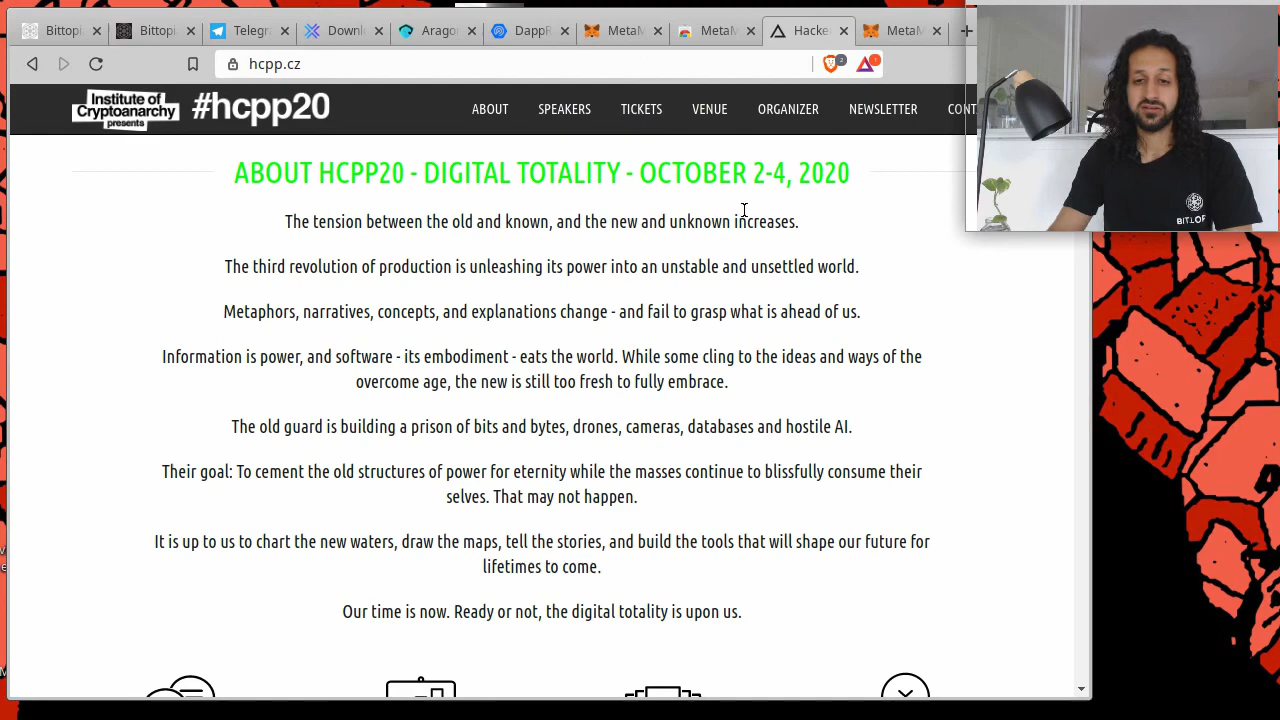 Bittopi
Bittopi
Telegr
Downl
Arago
DappR
MetaM
MetaM
Hacke
MetaM
hcpp.cz
2
1
Institute of
Cryptoanarchy
presents
#hcpp20
ABOUT
SPEAKERS
TICKETS
VENUE
ORGANIZER
NEWSLETTER
CONT
ABOUT HCPP20 - DIGITAL TOTALITY - OCTOBER 2-4, 2020
The tension between the old and known, and the new and unknown increases.
The third revolution of production is unleashing its power into an unstable and unsettled world.
Metaphors, narratives, concepts, and explanations change - and fail to grasp what is ahead of us.
Information is power, and software - its embodiment - eats the world. While some cling to the ideas and ways of the
overcome age, the new is still too fresh to fully embrace.
The old guard is building a prison of bits and bytes, drones, cameras, databases and hostile AI.
Their goal: To cement the old structures of power for eternity while the masses continue to blissfully consume their
selves. That may not happen.
It is up to us to chart the new waters, draw the maps, tell the stories, and build the tools that will shape our future for
lifetimes to come.
Our time is now. Ready or not, the digital totality is upon us.